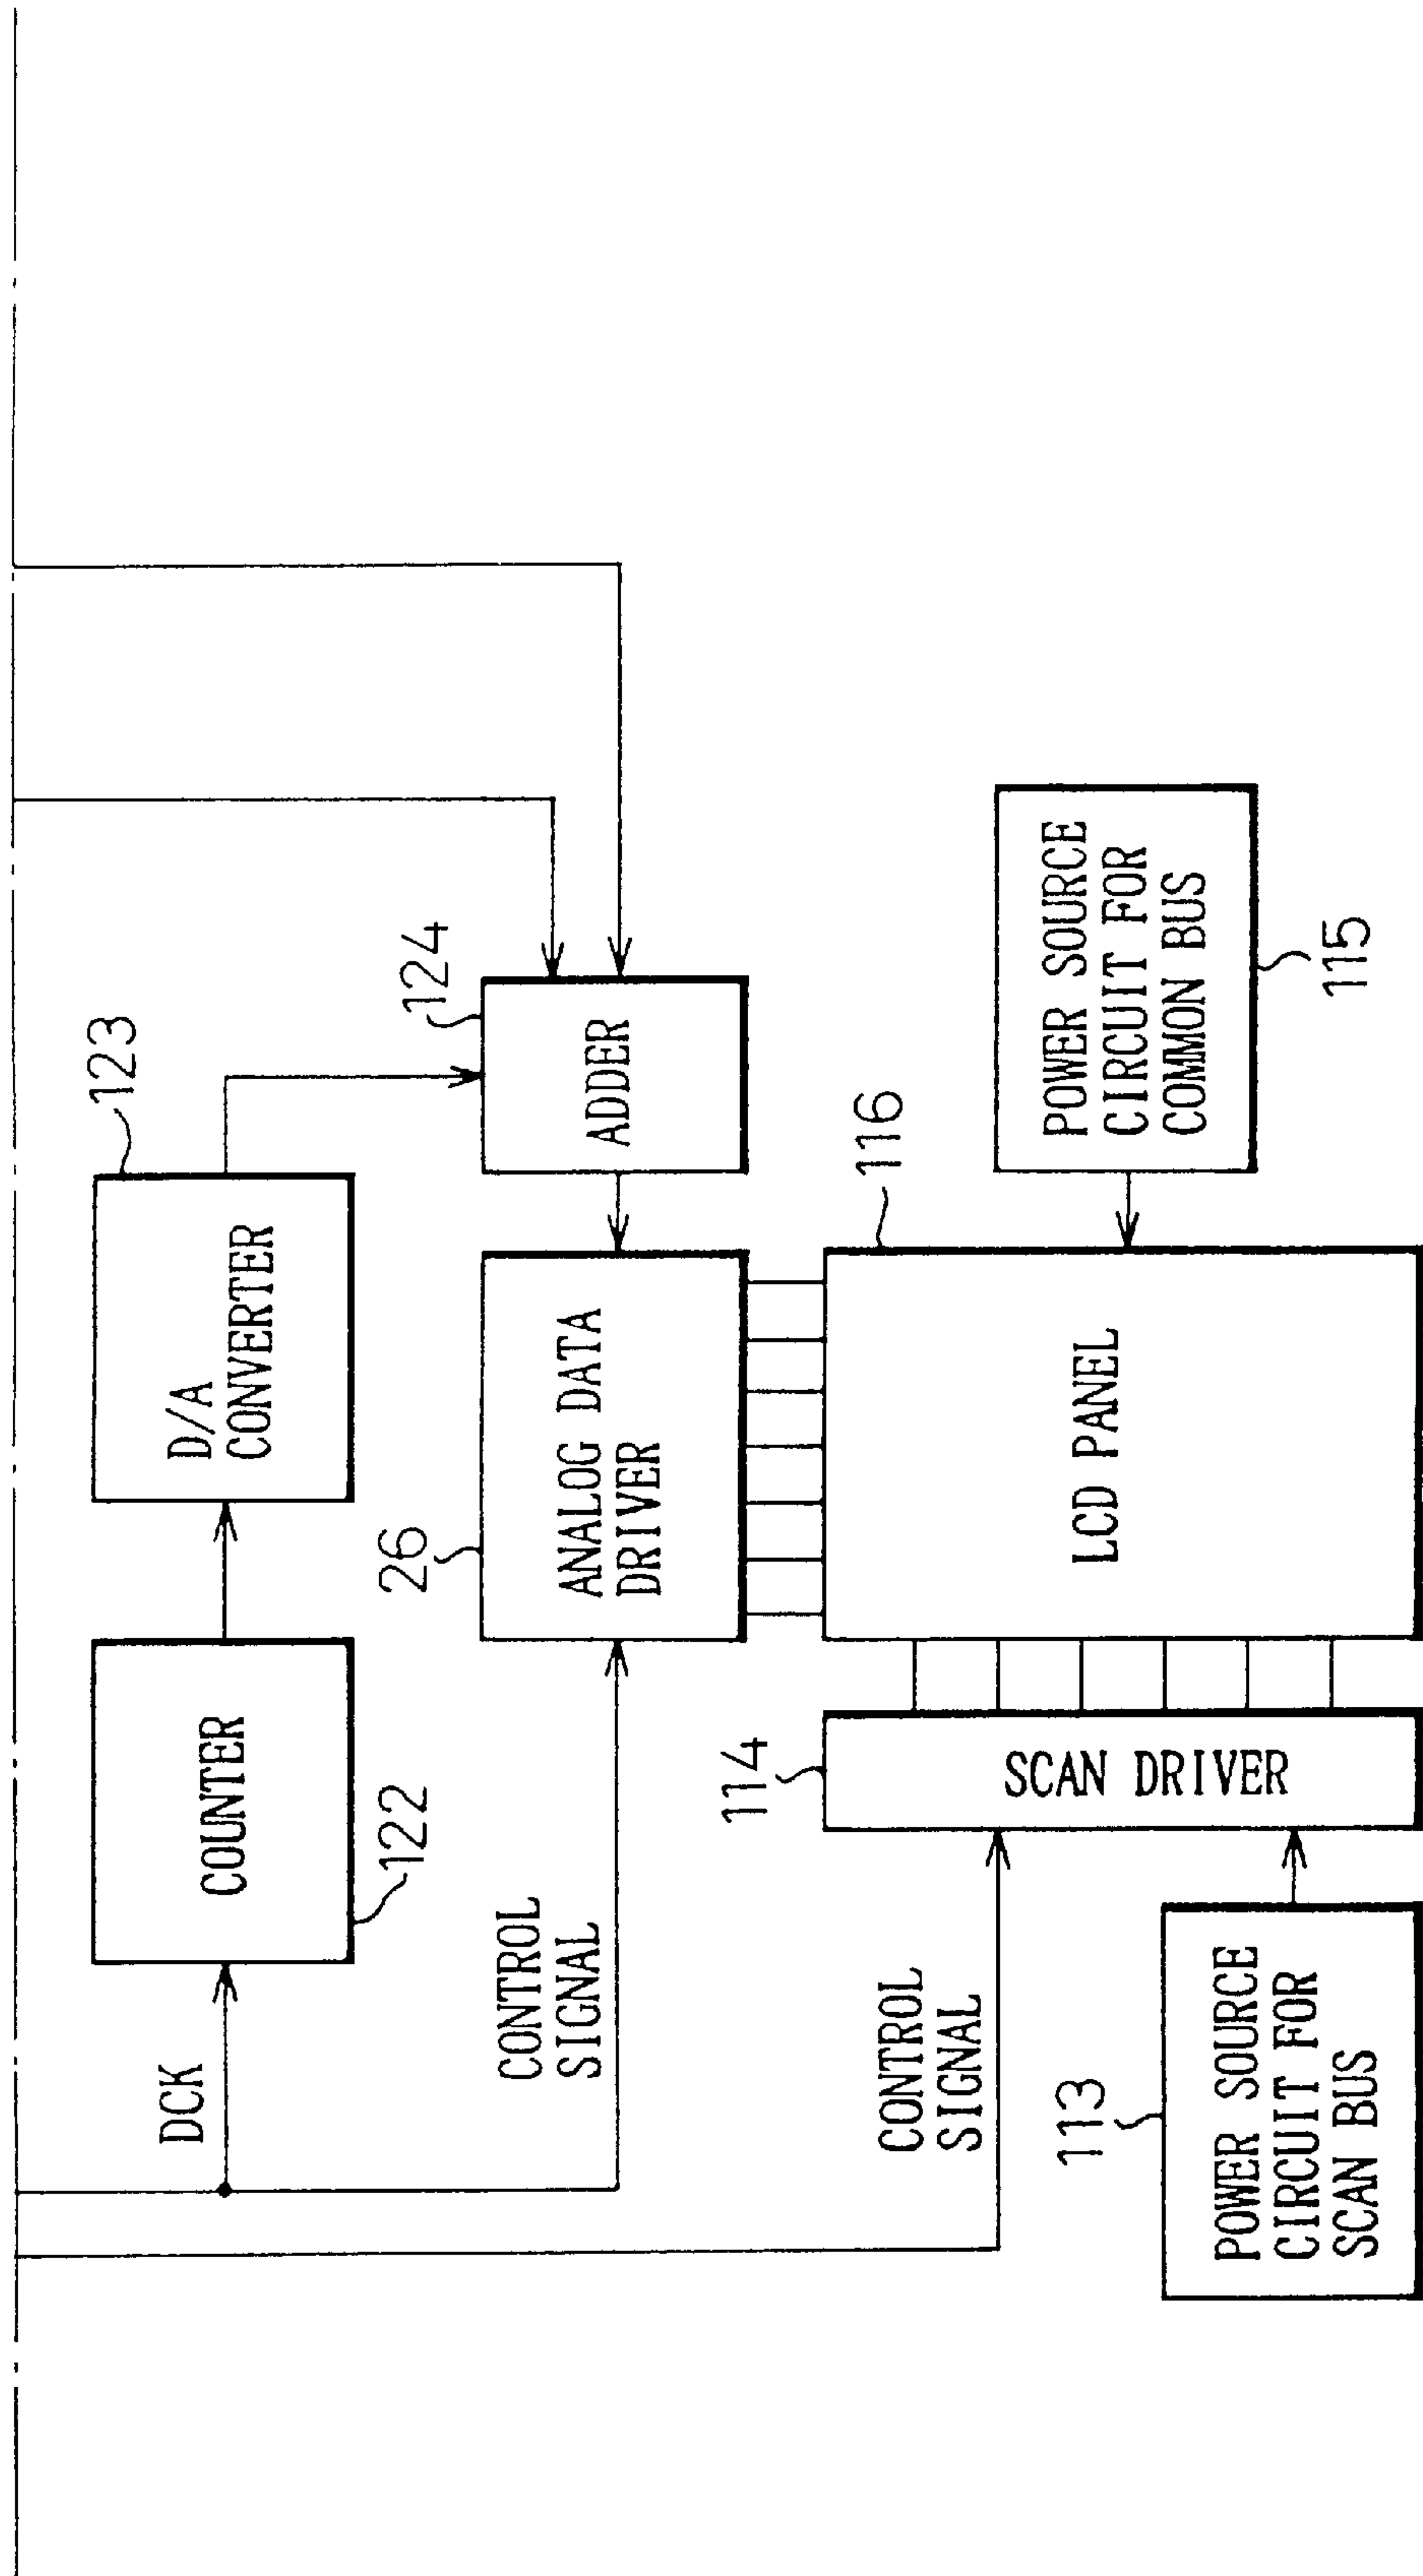 DCK
COUNTER
122
D/A
CONVERTER
123
CONTROL
SIGNAL
26
ANALOG DATA
DRIVER
124
ADDER
CONTROL
SIGNAL
114
SCAN DRIVER
116
LCD PANEL
113
POWER SOURCE
CIRCUIT FOR
SCAN BUS
POWER SOURCE
CIRCUIT FOR
COMMON BUS
115